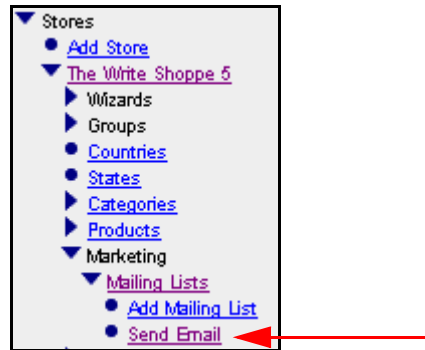 Stores
Add Store
The Write Shoppe 5
Wizards
Groups
Countries
States
Categories
Products
Marketing
Mailing Lists
Add Mailing List
Send Email